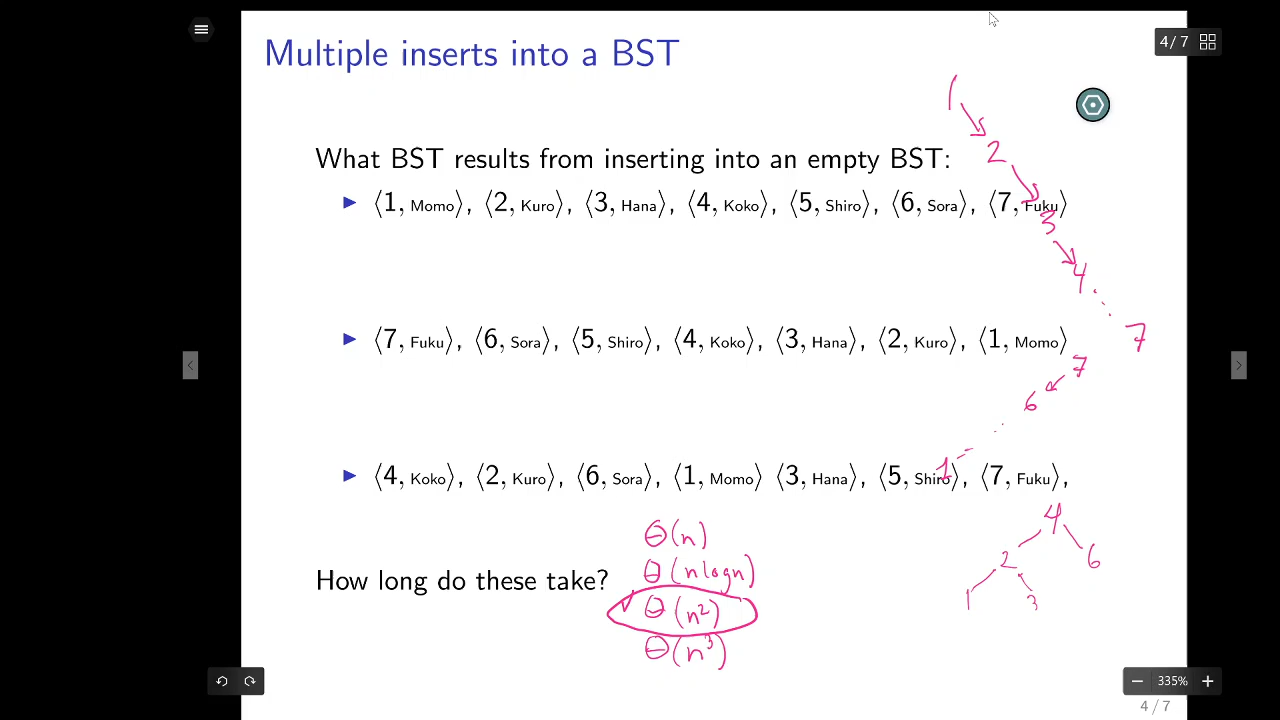 4 / 7
Multiple inserts into a BST
1
2
What BST results from inserting into an empty BST:
▶ ⟨1, Momo⟩, ⟨2, Kuro⟩, ⟨3, Hana⟩, ⟨4, Koko⟩, ⟨5, Shiro⟩, ⟨6, Sora⟩, ⟨7, Fuku⟩
3
4
7
▶ ⟨7, Fuku⟩, ⟨6, Sora⟩, ⟨5, Shiro⟩, ⟨4, Koko⟩, ⟨3, Hana⟩, ⟨2, Kuro⟩, ⟨1, Momo⟩
7
6
1
▶ ⟨4, Koko⟩, ⟨2, Kuro⟩, ⟨6, Sora⟩, ⟨1, Momo⟩ ⟨3, Hana⟩, ⟨5, Shiro⟩, ⟨7, Fuku⟩,
4
2 6
1 3
How long do these take?
Θ(n)
Θ(n log n)
Θ(n²)
Θ(n³)
335%
4 / 7